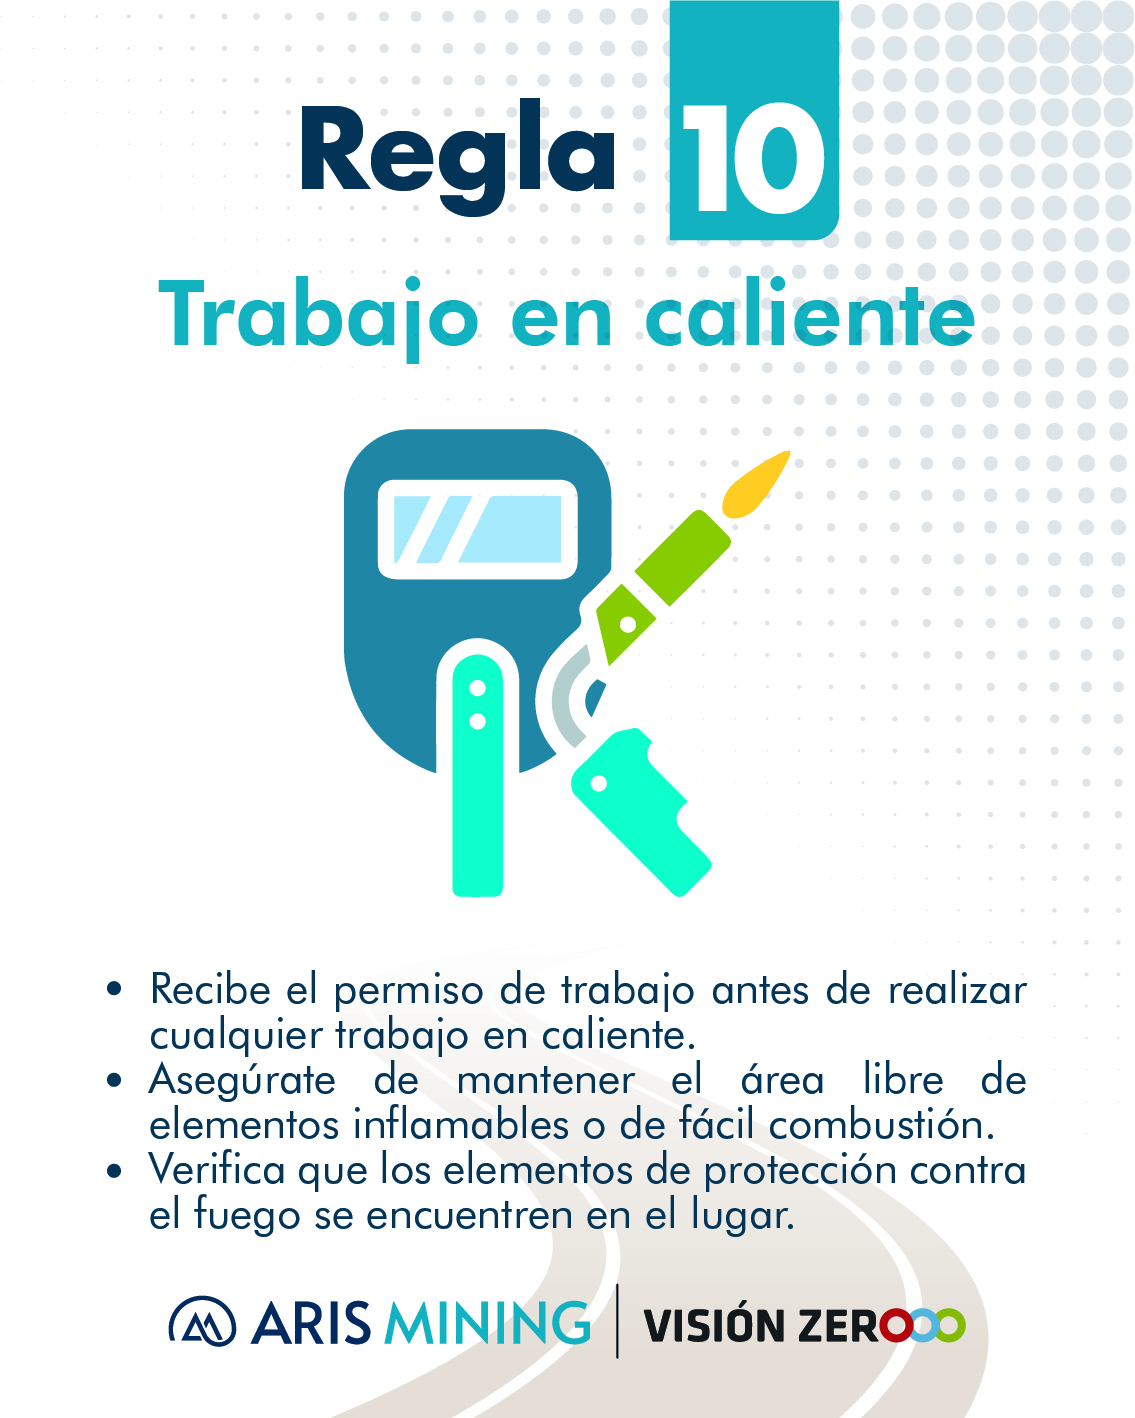 Regla 10
Trabajo en caliente
• Recibe el permiso de trabajo antes de realizar
cualquier trabajo en caliente.
• Asegúrate de mantener el área libre de
elementos inflamables o de fácil combustión.
• Verifica que los elementos de protección contra
el fuego se encuentren en el lugar.
ARIS MINING | VISIÓN ZERO